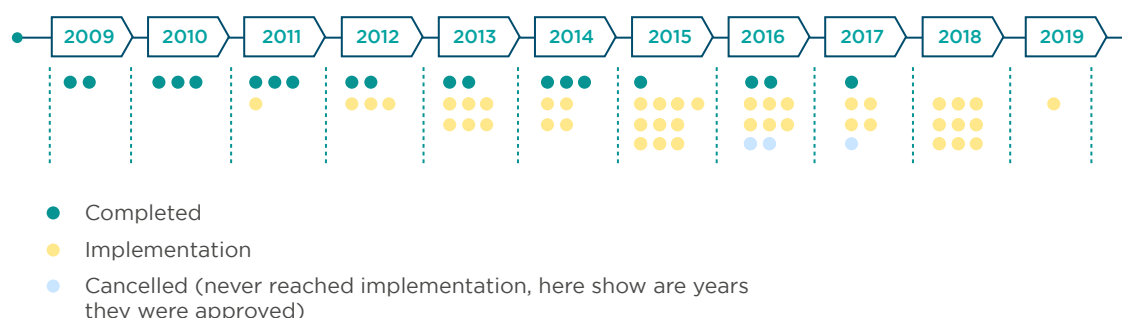 2009 2010 2011 2012 2013 2014 2015 2016 2017 2018 2019
Completed
Implementation
Cancelled (never reached implementation, here show are years
they were approved)